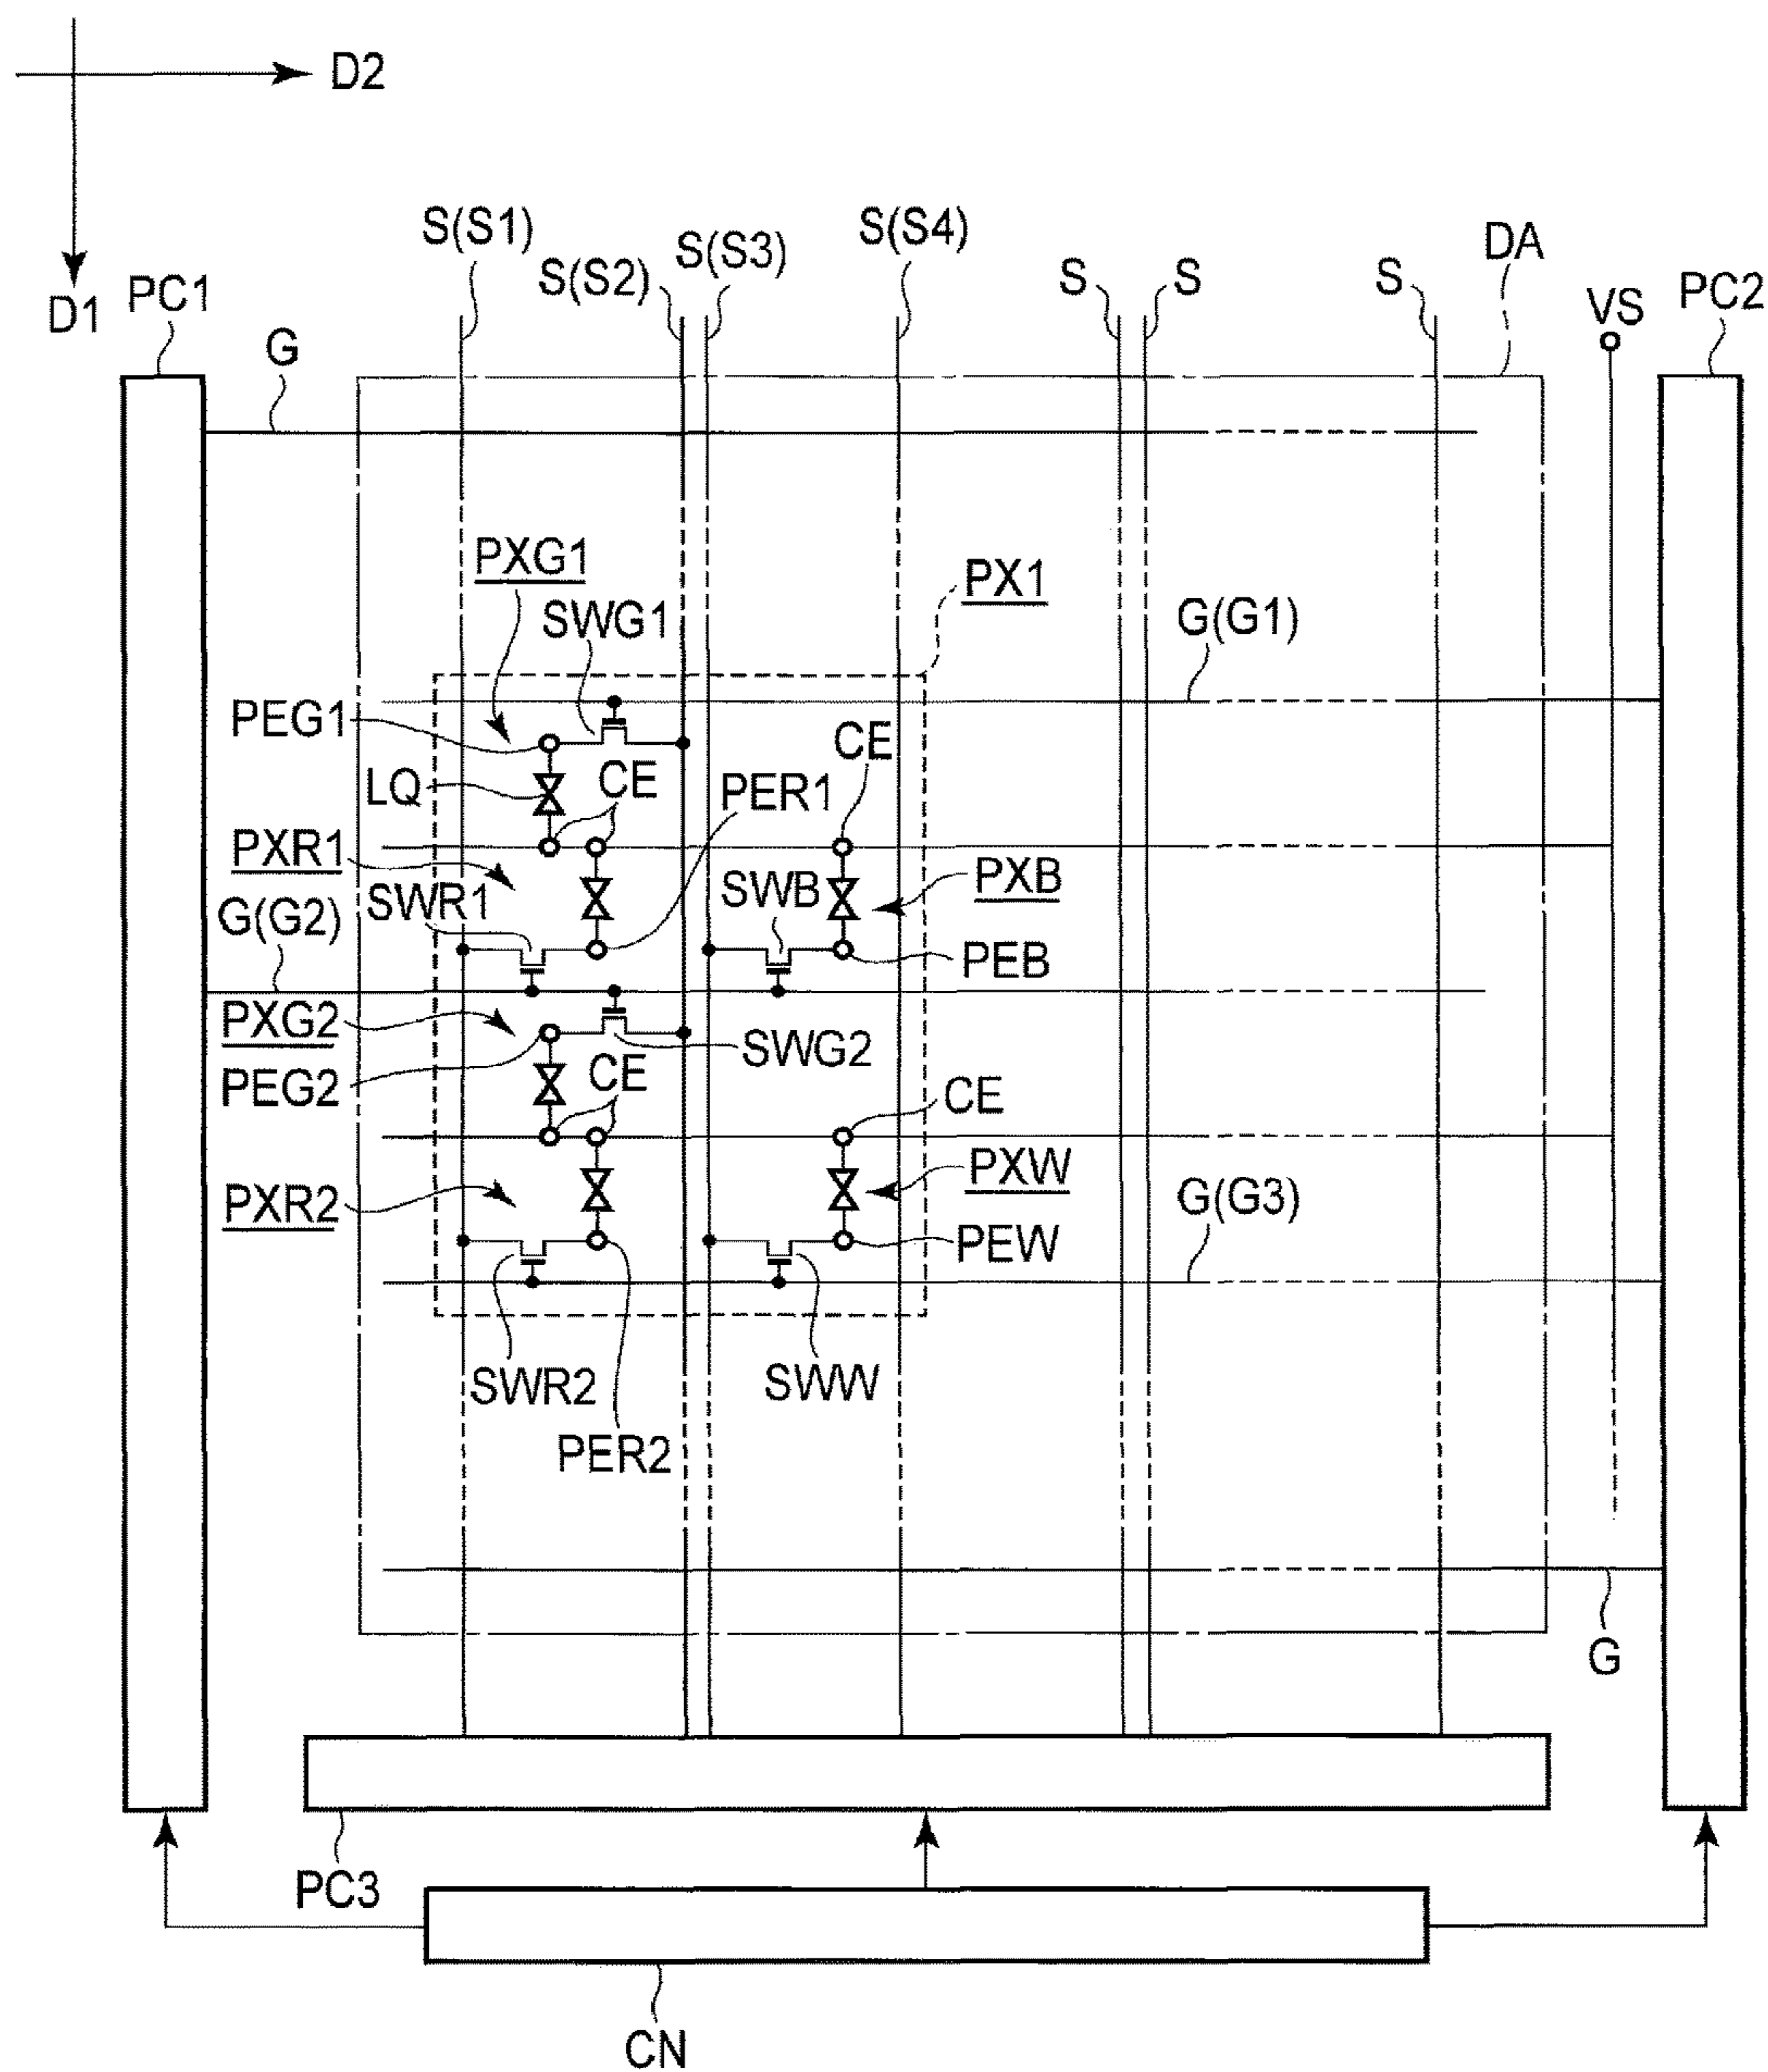 D2
D1
S(S1)
S(S2)
S(S3)
S(S4)
S
S
S
DA
VS
PC1
PC2
G
PXG1
SWG1
PX1
G(G1)
PEG1
CE
LQ
CE
PER1
PXR1
SWR1
SWB
PXB
G(G2)
PEB
PXG2
SWG2
PEG2
CE
CE
PXW
PXR2
G(G3)
PEW
SWR2
SWW
PER2
G
PC3
CN